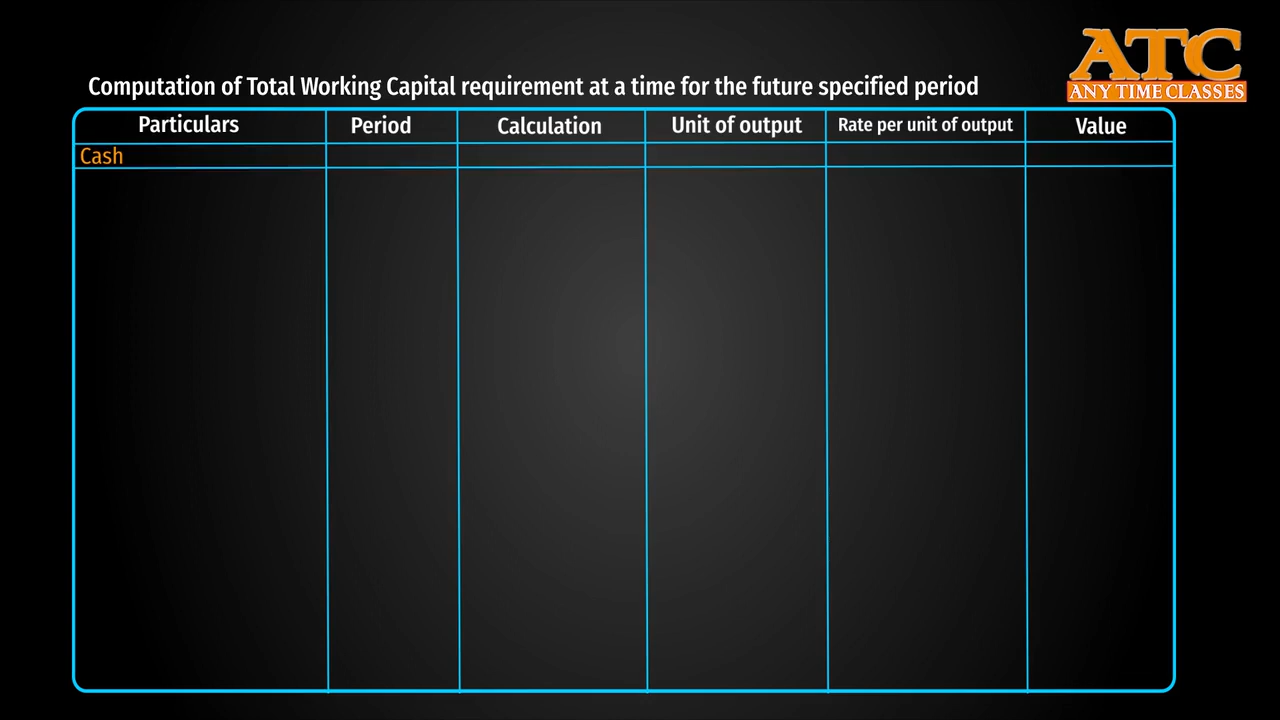 ATC
ANY TIME CLASSES
Computation of Total Working Capital requirement at a time for the future specified period
Particulars Period Calculation Unit of output Rate per unit of output Value
Cash